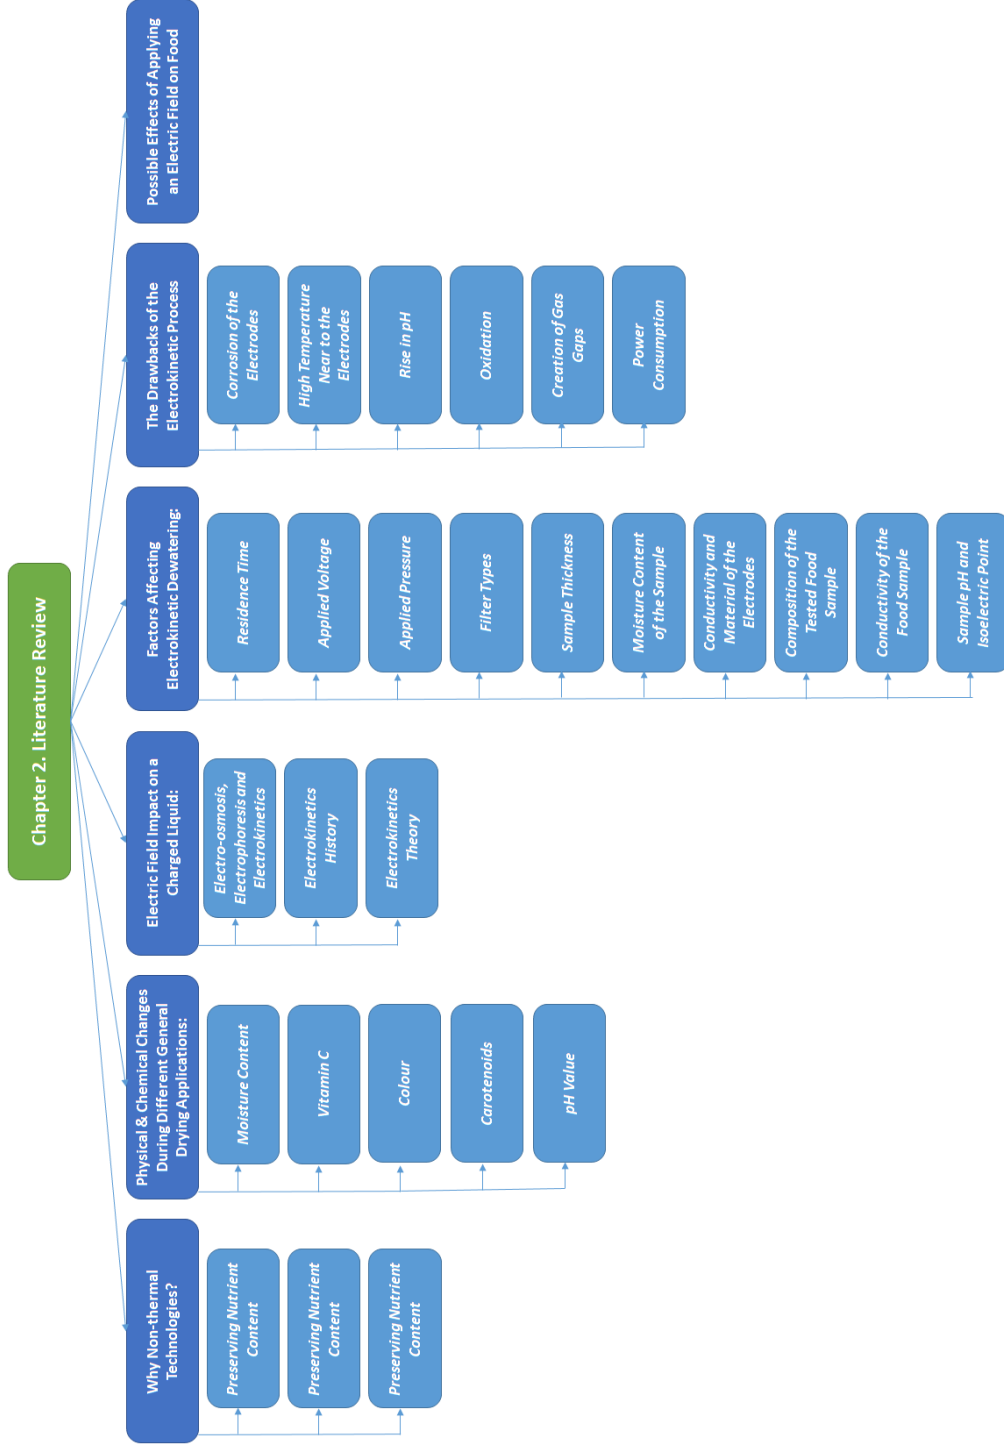 Chapter 2. Literature Review
Why Non-thermal
Technologies?
Preserving Nutrient
Content
Preserving Nutrient
Content
Preserving Nutrient
Content
Physical & Chemical Changes
During Different General
Drying Applications:
Moisture Content
Vitamin C
Colour
Carotenoids
pH Value
Electric Field Impact on a
Charged Liquid:
Electro-osmosis,
Electrophoresis and
Electrokinetics
Electrokinetics
History
Electrokinetics
Theory
Factors Affecting
Electrokinetic Dewatering:
Residence Time
Applied Voltage
Applied Pressure
Filter Types
Sample Thickness
Moisture Content
of the Sample
Conductivity and
Material of the
Electrodes
Composition of the
Tested Food
Sample
Conductivity of the
Food Sample
Sample pH and
Isoelectric Point
The Drawbacks of the
Electrokinetic Process
Corrosion of the
Electrodes
High Temperature
Near to the
Electrodes
Rise in pH
Oxidation
Creation of Gas
Gaps
Power
Consumption
Possible Effects of Applying
an Electric Field on Food